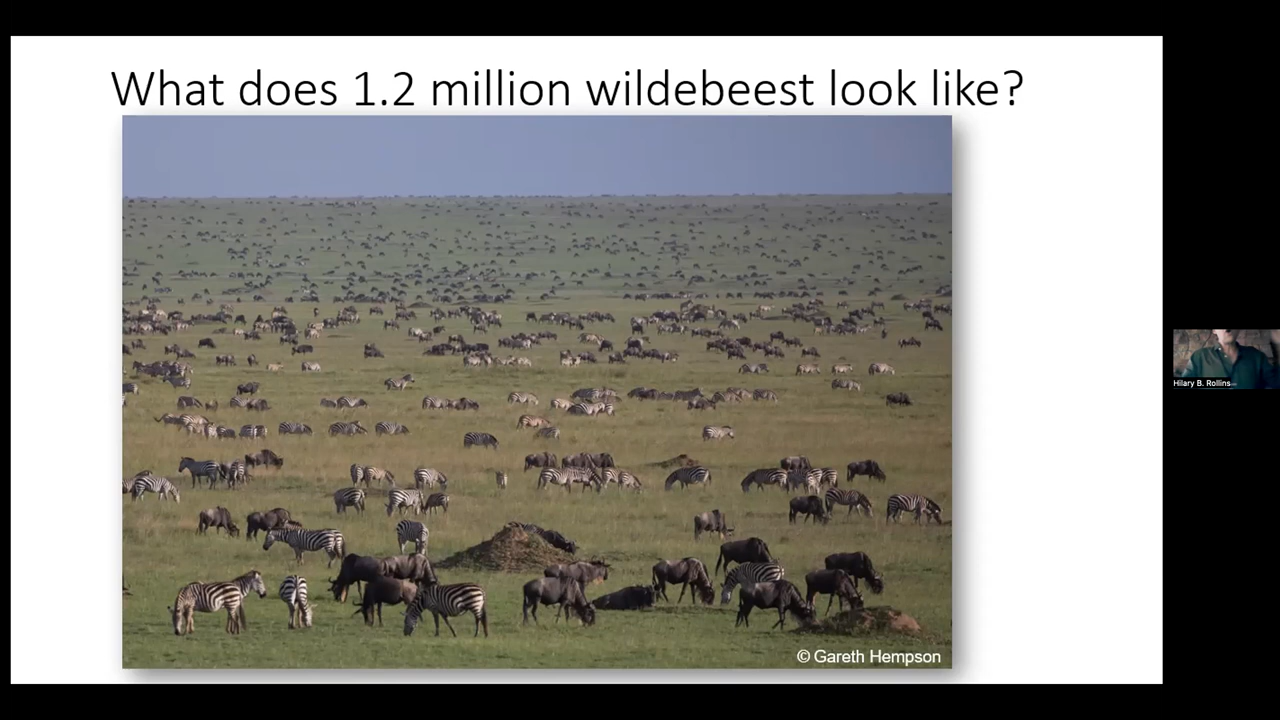 What does 1.2 million wildebeest look like?
© Gareth Hempson
Hilary B. Rollins